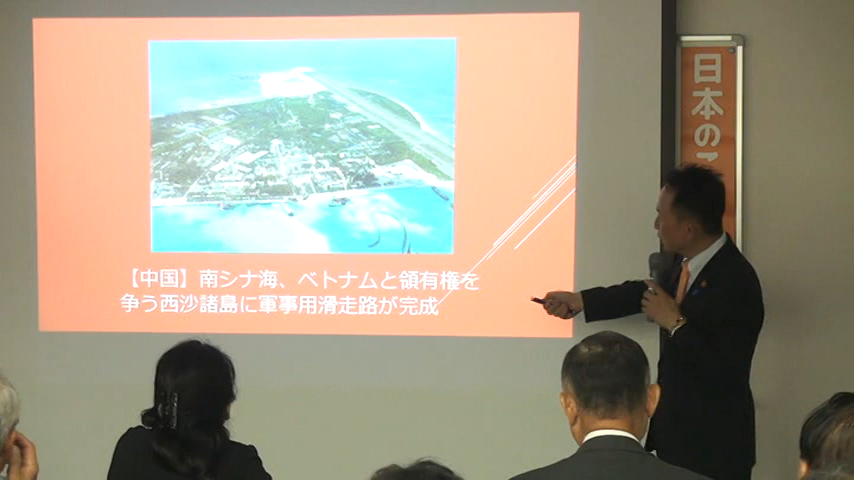 【中国】南シナ海、ベトナムと領有権を
争う西沙諸島に軍事用滑走路が完成
日本の